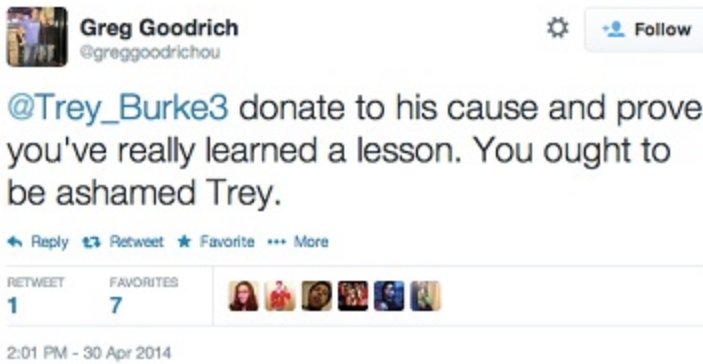 Greg Goodrich
@greggoodrichou
Follow
@Trey_Burke3 donate to his cause and prove
you've really learned a lesson. You ought to
be ashamed Trey.
Reply Retweet Favorite More
RETWEET FAVORITES
1 7
2:01 PM - 30 Apr 2014